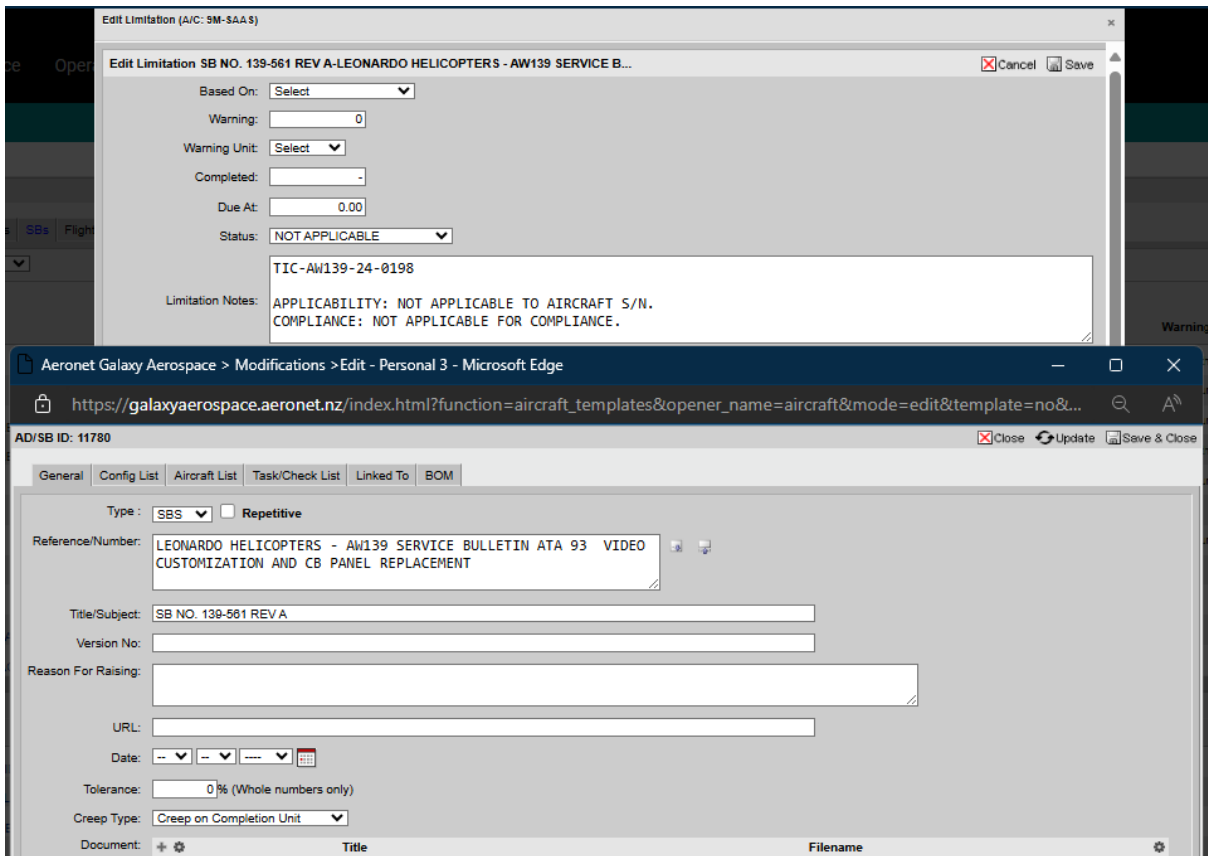 Edit Limitation (A/C: 9M-SAAS)
Edit Limitation SB NO. 139-561 REV A-LEONARDO HELICOPTERS - AW139 SERVICE B...
Cancel Save
Based On: Select
Warning: 0
Warning Unit: Select
Completed: -
Due At: 0.00
Status: NOT APPLICABLE
SBs Flight
Limitation Notes:
TIC-AW139-24-0198
APPLICABILITY: NOT APPLICABLE TO AIRCRAFT S/N.
COMPLIANCE: NOT APPLICABLE FOR COMPLIANCE.
Warning
Aeronet Galaxy Aerospace > Modifications >Edit - Personal 3 - Microsoft Edge
https://galaxyaerospace.aeronet.nz/index.html?function=aircraft_templates&opener_name=aircraft&mode=edit&template=no&...
AD/SB ID: 11780
Close Update Save & Close
General Config List Aircraft List Task/Check List Linked To BOM
Type : SBS Repetitive
Reference/Number: LEONARDO HELICOPTERS - AW139 SERVICE BULLETIN ATA 93  VIDEO
CUSTOMIZATION AND CB PANEL REPLACEMENT
Title/Subject: SB NO. 139-561 REV A
Version No:
Reason For Raising:
URL:
Date: -- -- ----
Tolerance: 0 % (Whole numbers only)
Creep Type: Creep on Completion Unit
Document: Title Filename